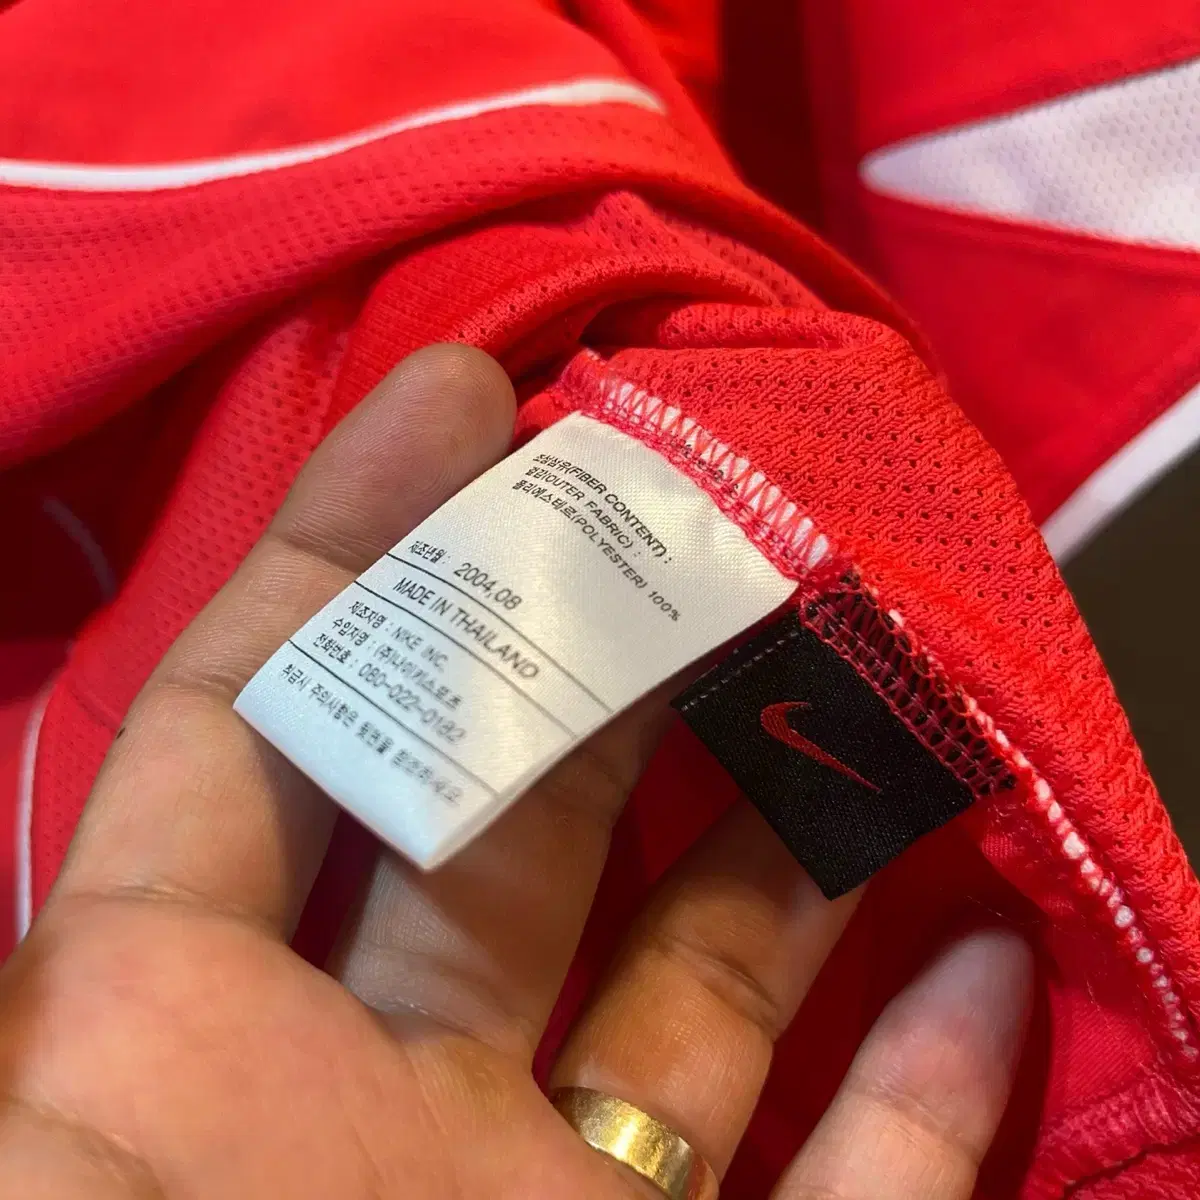 조성섬유(FIBER CONTENT) :
겉감(OUTER FABRIC) :
폴리에스테르(POLYESTER) 100%
제조년월 : 2004,08
MADE IN THAILAND
제조자명 : NIKE INC.
수입자명 : (주)나이키스포츠
전화번호 : 080-022-0182
취급시 주의사항은 뒷면을 참조하세요